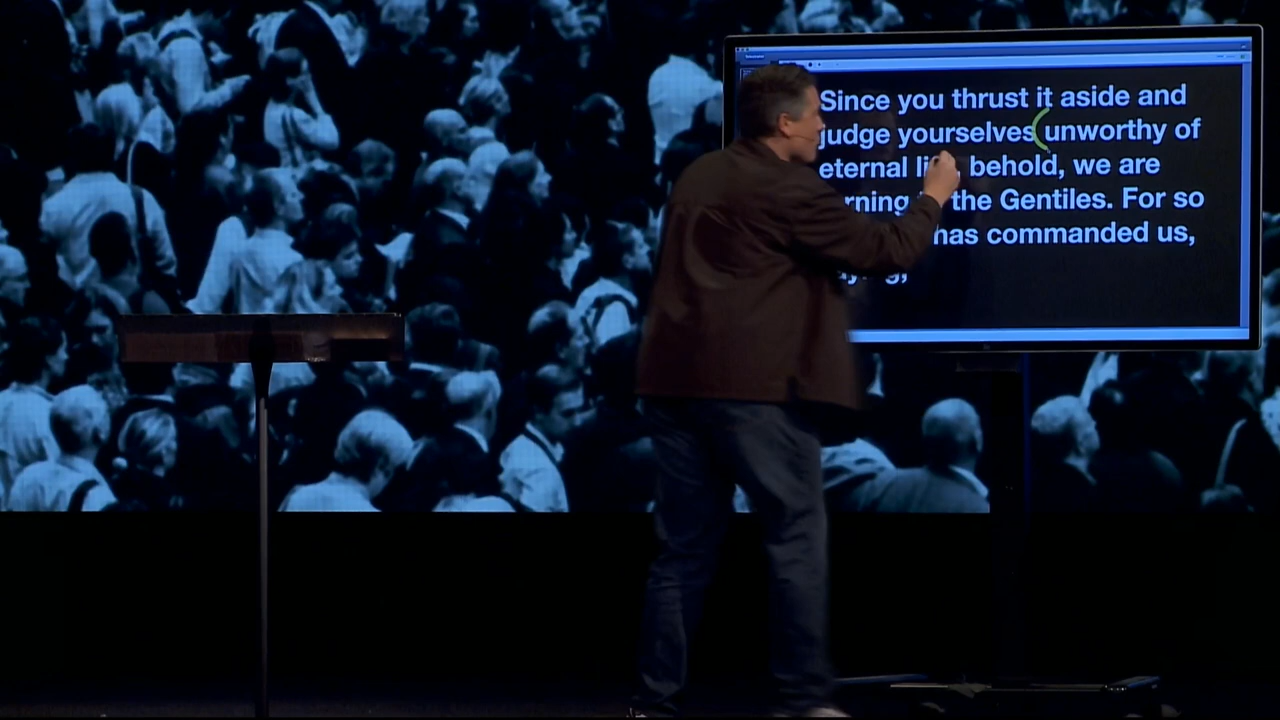 Since you thrust it aside and
judge yourselves unworthy of
eternal behold, we are
the Gentiles. For so
has commanded us,